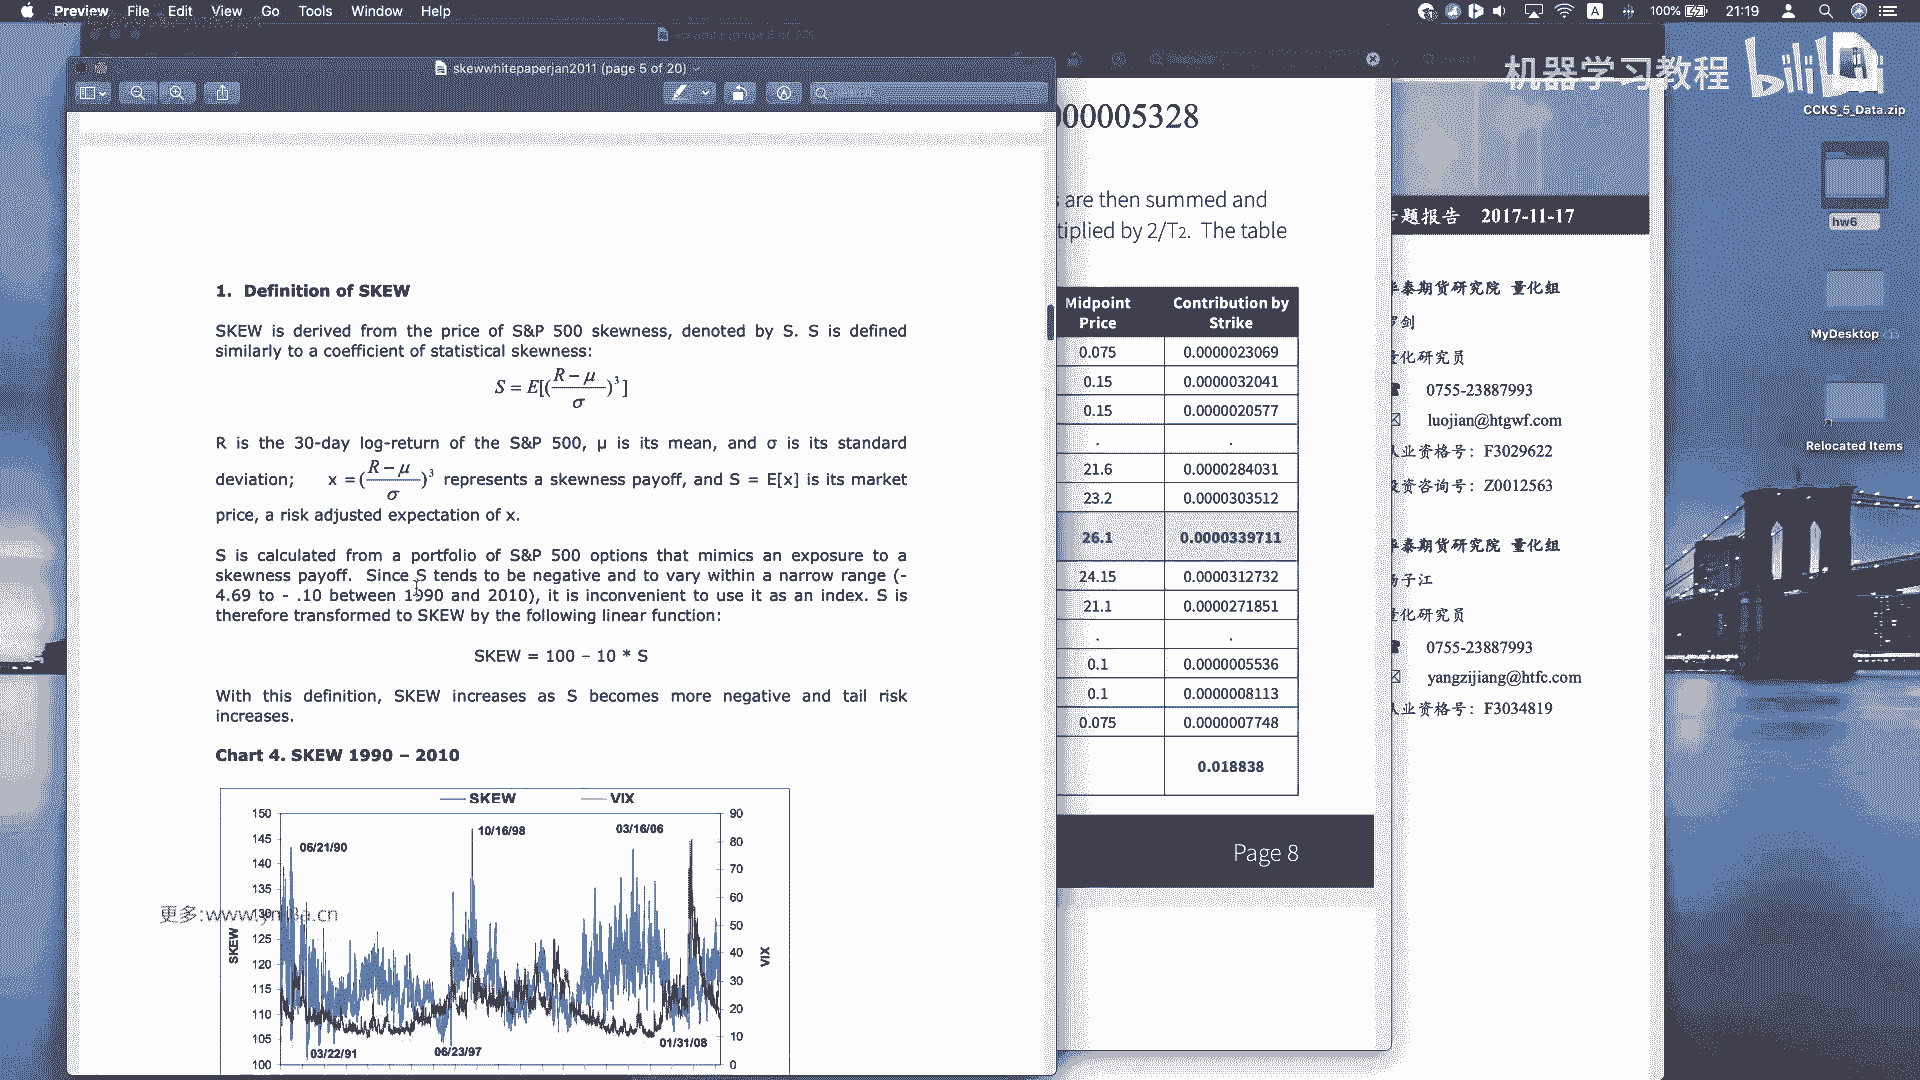 Preview File Edit View Go Tools Window Help
100% 21:19
skewwhitepaperjan2011 (page 5 of 20)
机器学习教程 bilibili
CCKS_5_Data.zip
hw6
MyDesktop
Relocated Items
1. Definition of SKEW
SKEW is derived from the price of S&P 500 skewness, denoted by S. S is defined
similarly to a coefficient of statistical skewness:
S = E[(R − μ / σ)³]
R is the 30-day log-return of the S&P 500, μ is its mean, and σ is its standard
deviation; x = (R − μ / σ)³ represents a skewness payoff, and S = E[x] is its market
price, a risk adjusted expectation of x.
S is calculated from a portfolio of S&P 500 options that mimics an exposure to a
skewness payoff. Since S tends to be negative and to vary within a narrow range (-
4.69 to - .10 between 1990 and 2010), it is inconvenient to use it as an index. S is
therefore transformed to SKEW by the following linear function:
SKEW = 100 – 10 * S
With this definition, SKEW increases as S becomes more negative and tail risk
increases.
Chart 4. SKEW 1990 – 2010
SKEW VIX
150 90
145 80
140 70
135 60
130 50
125 40
120 30
115 20
110 10
105 0
100
SKEW
VIX
06/21/90
10/16/98
03/16/06
03/22/91
06/23/97
01/31/08
000005328
are then summed and
tiplied by 2/T2. The table
Midpoint Price Contribution by Strike
0.075 0.0000023069
0.15 0.0000032041
0.15 0.0000020577
. .
21.6 0.0000284031
23.2 0.0000303512
26.1 0.0000339711
24.15 0.0000312732
21.1 0.0000271851
. .
0.1 0.0000005536
0.1 0.0000008113
0.075 0.0000007748
0.018838
Page 8
题报告 2017-11-17
泰期货研究院 量化组
剑
化研究员
0755-23887993
luojian@htgwf.com
业资格号：F3029622
资咨询号：Z0012563
泰期货研究院 量化组
子江
化研究员
0755-23887993
yangzijiang@htfc.com
业资格号：F3034819